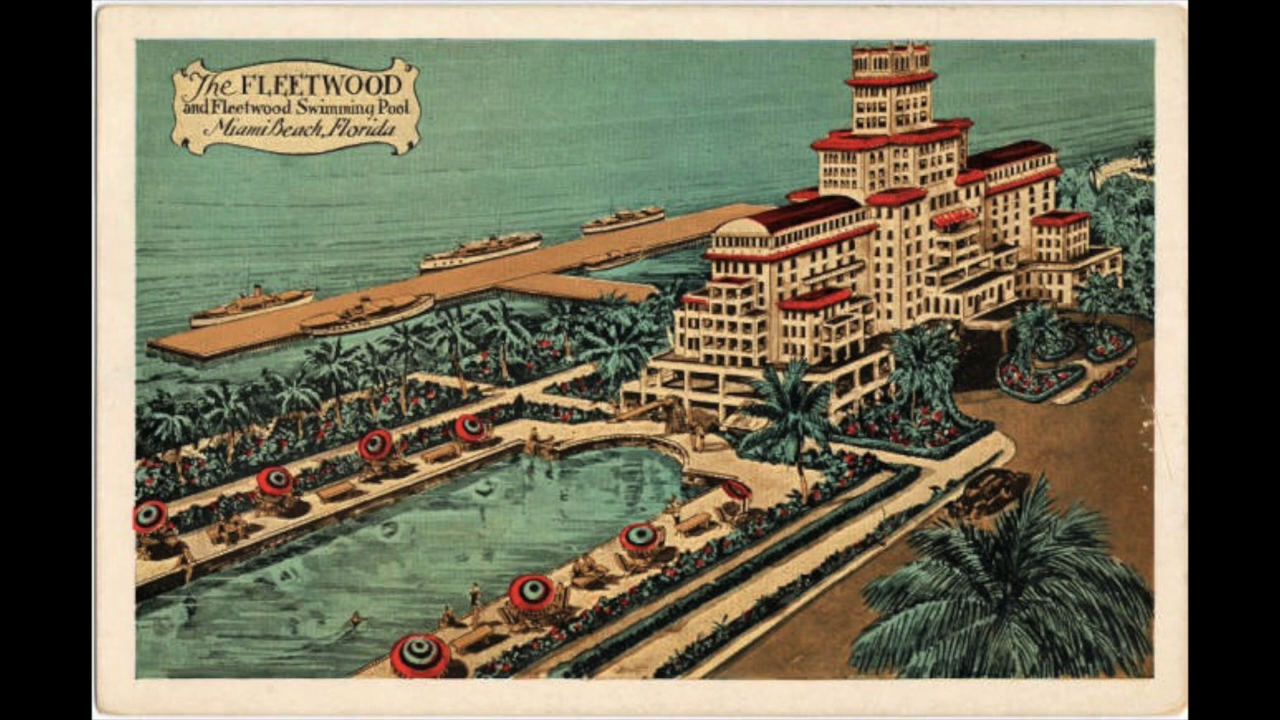 The FLEETWOOD
and Fleetwood Swimming Pool
Miami Beach, Florida